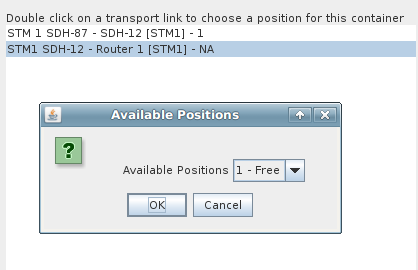 Double click on a transport link to choose a position for this container
STM 1 SDH-87 - SDH-12 [STM1] - 1
STM1 SDH-12 - Router 1 [STM1] - NA
Available Positions
?
Available Positions 1 - Free
OK Cancel